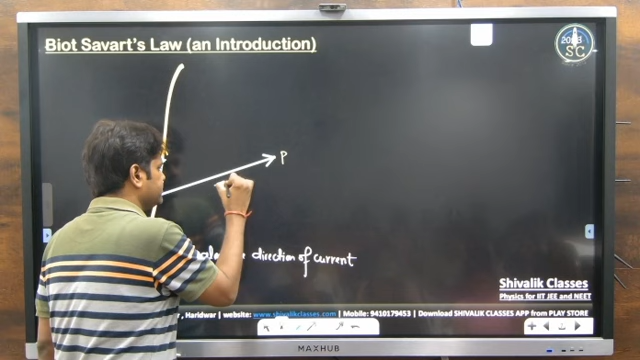 Biot Savart's Law (an Introduction)
SC
P
direction of current
Shivalik Classes
Physics for IIT JEE and NEET
, Haridwar | website: www.shivalikclasses.com | Mobile: 9410179453 | Download SHIVALIK CLASSES APP from PLAY STORE
MAXHUB